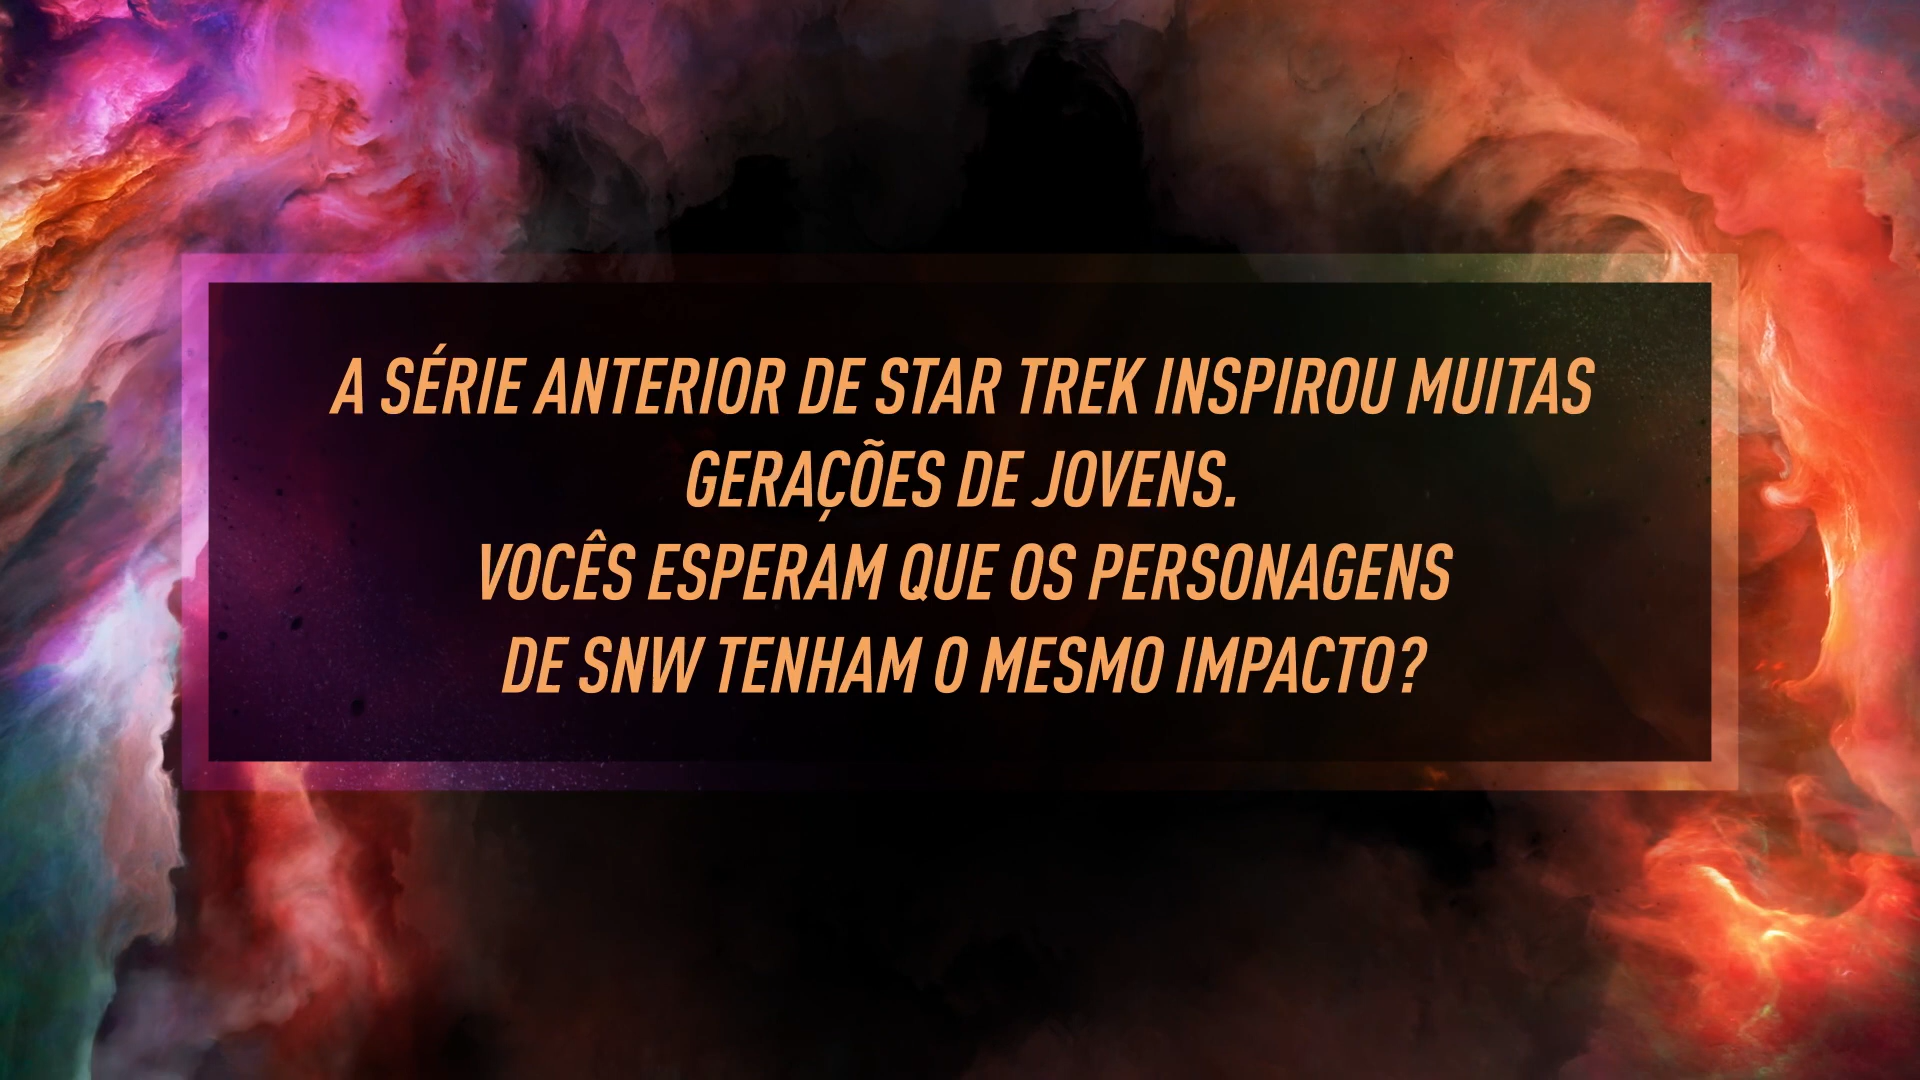 A SÉRIE ANTERIOR DE STAR TREK INSPIROU MUITAS
GERAÇÕES DE JOVENS.
VOCÊS ESPERAM QUE OS PERSONAGENS
DE SNW TENHAM O MESMO IMPACTO?